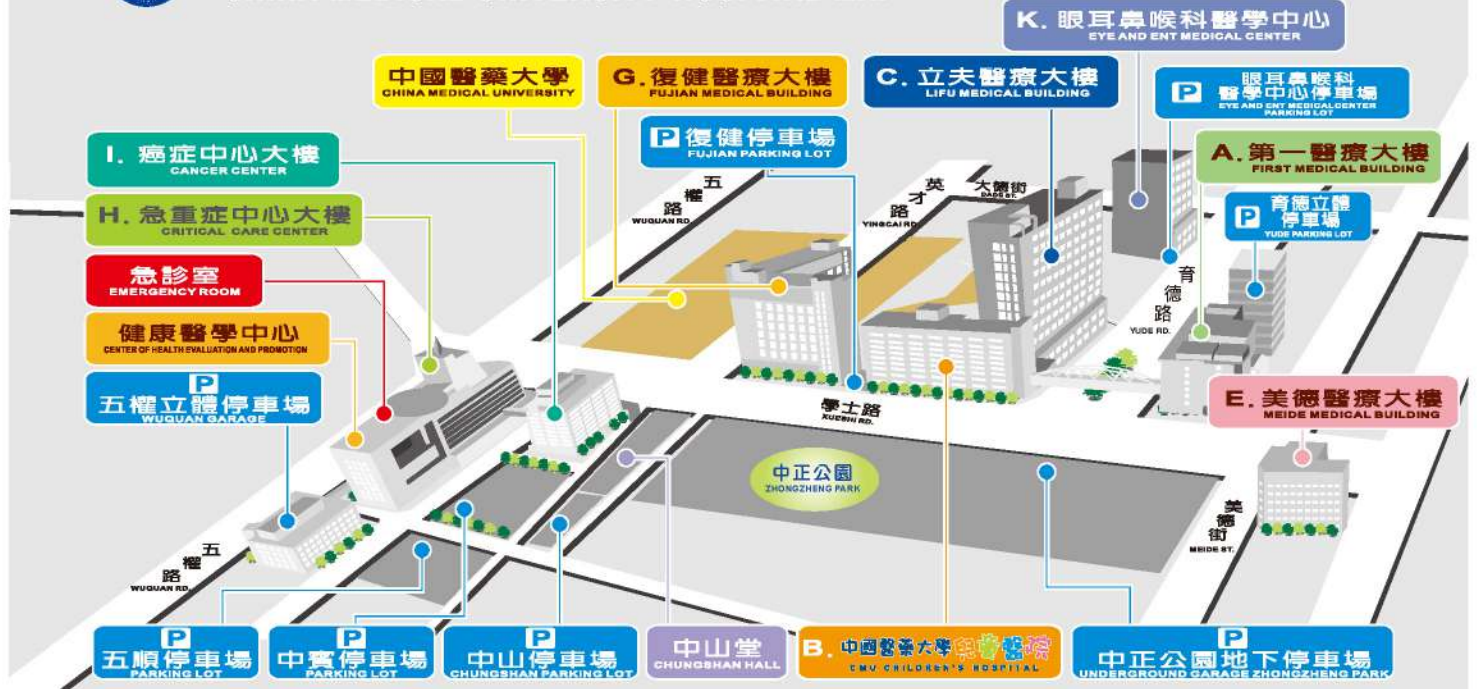 K. 眼耳鼻喉科醫學中心
EYE AND ENT MEDICAL CENTER
中國醫藥大學
CHINA MEDICAL UNIVERSITY
G. 復健醫療大樓
FUJIAN MEDICAL BUILDING
C. 立夫醫療大樓
LIFU MEDICAL BUILDING
P 眼耳鼻喉科
醫學中心停車場
EYE AND ENT MEDICALCENTER
PARKING LOT
P 復健停車場
FUJIAN PARKING LOT
I. 癌症中心大樓
CANCER CENTER
A. 第一醫療大樓
FIRST MEDICAL BUILDING
五權路
WUQUAN RD.
英才路
YINGCAI RD.
大德街
DADE ST.
H. 急重症中心大樓
CRITICAL CARE CENTER
P 育德立體
停車場
YUDE PARKING LOT
急診室
EMERGENCY ROOM
育德路
YUDE RD.
健康醫學中心
CENTER OF HEALTH EVALUATION AND PROMOTION
P
五權立體停車場
WUQUAN GARAGE
學士路
XUESHI RD.
E. 美德醫療大樓
MEIDE MEDICAL BUILDING
中正公園
ZHONGZHENG PARK
美德街
MEIDE ST.
五權路
WUQUAN RD.
P
五順停車場
PARKING LOT
P
中賓停車場
PARKING LOT
P
中山停車場
CHUNGSHAN PARKING LOT
中山堂
CHUNGSHAN HALL
B. 中國醫藥大學兒童醫院
CMU CHILDREN'S HOSPITAL
P
中正公園地下停車場
UNDERGROUND GARAGE ZHONGZHENG PARK